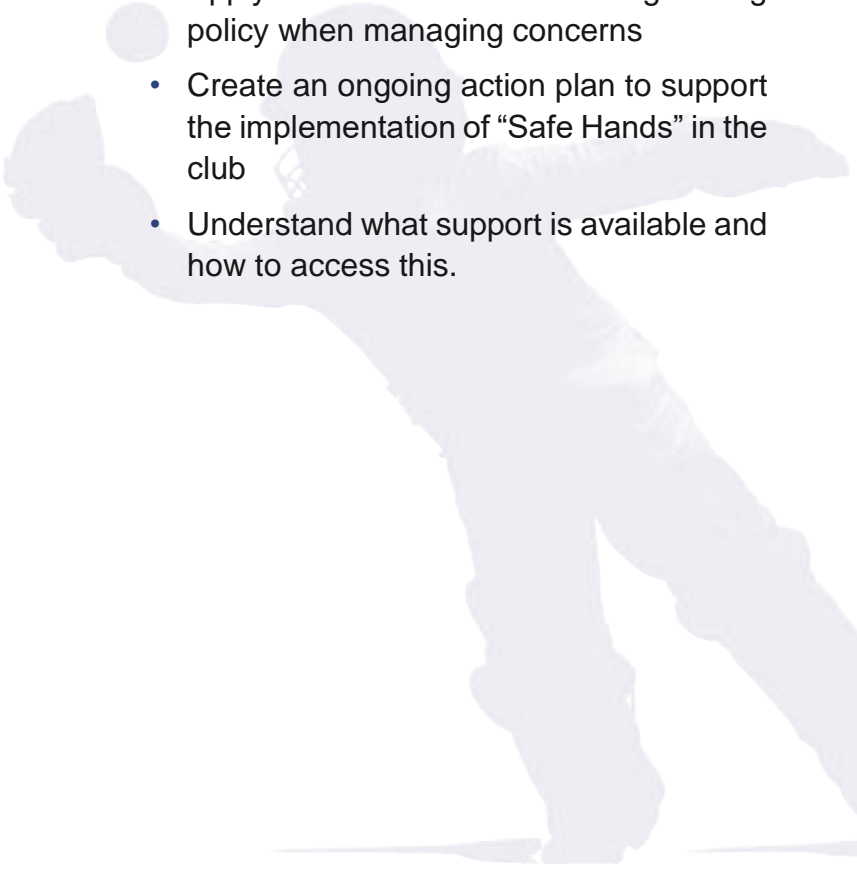 policy when managing concerns
• Create an ongoing action plan to support
the implementation of “Safe Hands” in the
club
• Understand what support is available and
how to access this.